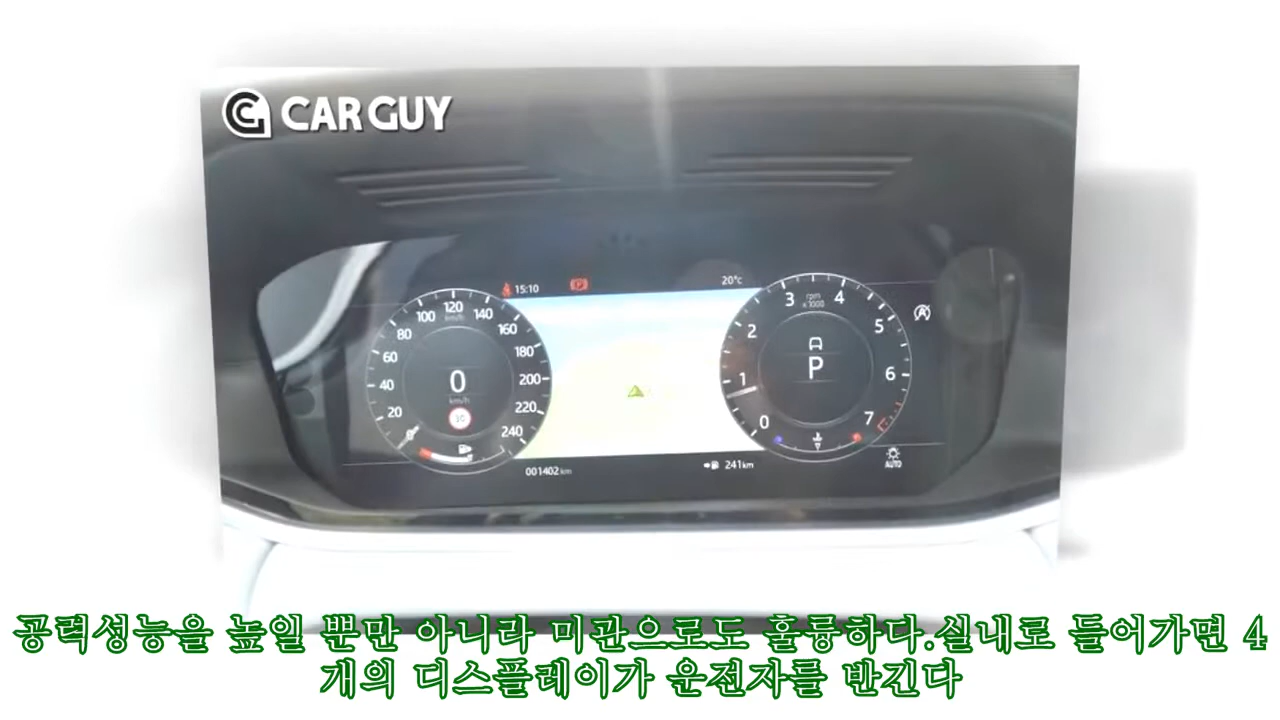 CAR GUY
15:10
20°c
20 40 60 80 100 120 140 160 180 200 220 240
km/h
0
km/h
001402 km
241km
0 1 2 3 4 5 6 7
rpm
x1000
P
A
AUTO
공력성능을 높일 뿐만 아니라 미관으로도 훌륭하다.실내로 들어가면 4
개의 디스플레이가 운전자를 반긴다